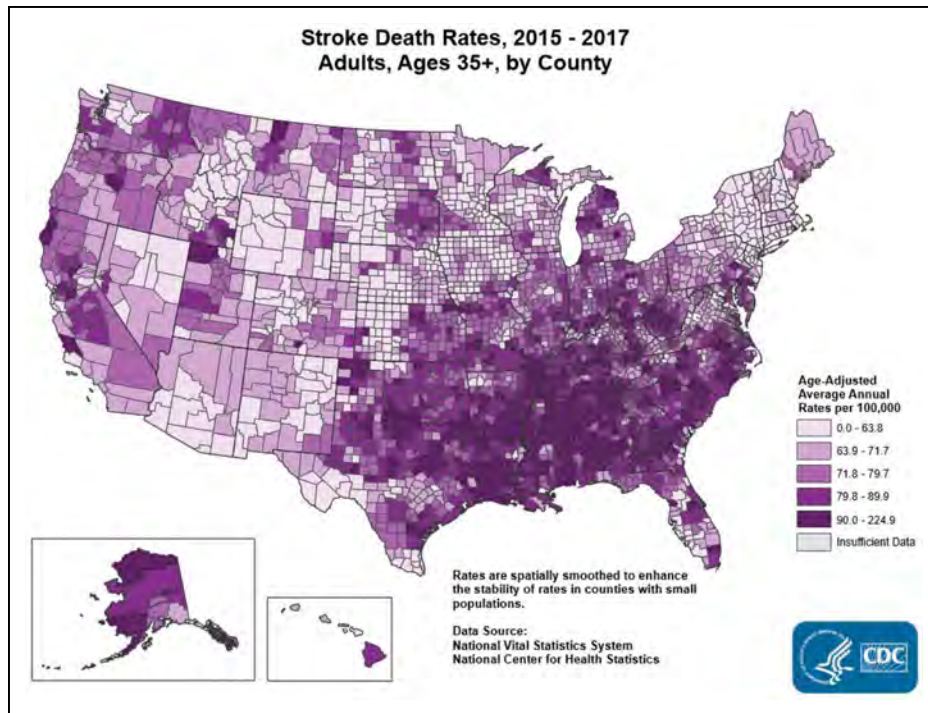 Stroke Death Rates, 2015 - 2017
Adults, Ages 35+, by County
Age-Adjusted
Average Annual
Rates per 100,000
0.0 - 63.8
63.9 - 71.7
71.8 - 79.7
79.8 - 89.9
90.0 - 224.9
Insufficient Data
Rates are spatially smoothed to enhance
the stability of rates in counties with small
populations.
Data Source:
National Vital Statistics System
National Center for Health Statistics
CDC